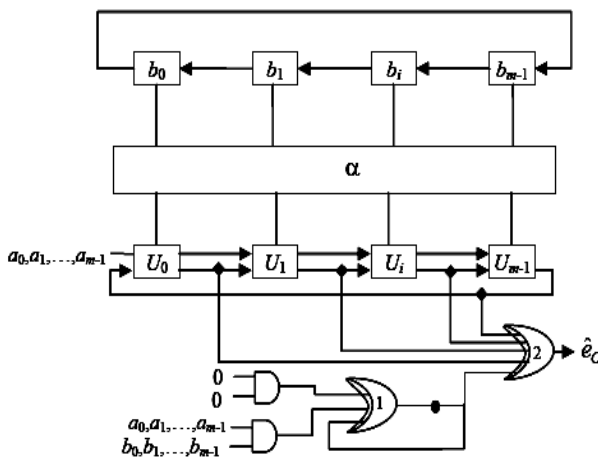 b₀ b₁ bᵢ bₘ₋₁
α
a₀,a₁,…,aₘ₋₁ U₀ U₁ Uᵢ Uₘ₋₁
2 ê_C
0
0
1
a₀,a₁,…,aₘ₋₁
b₀,b₁,…,bₘ₋₁